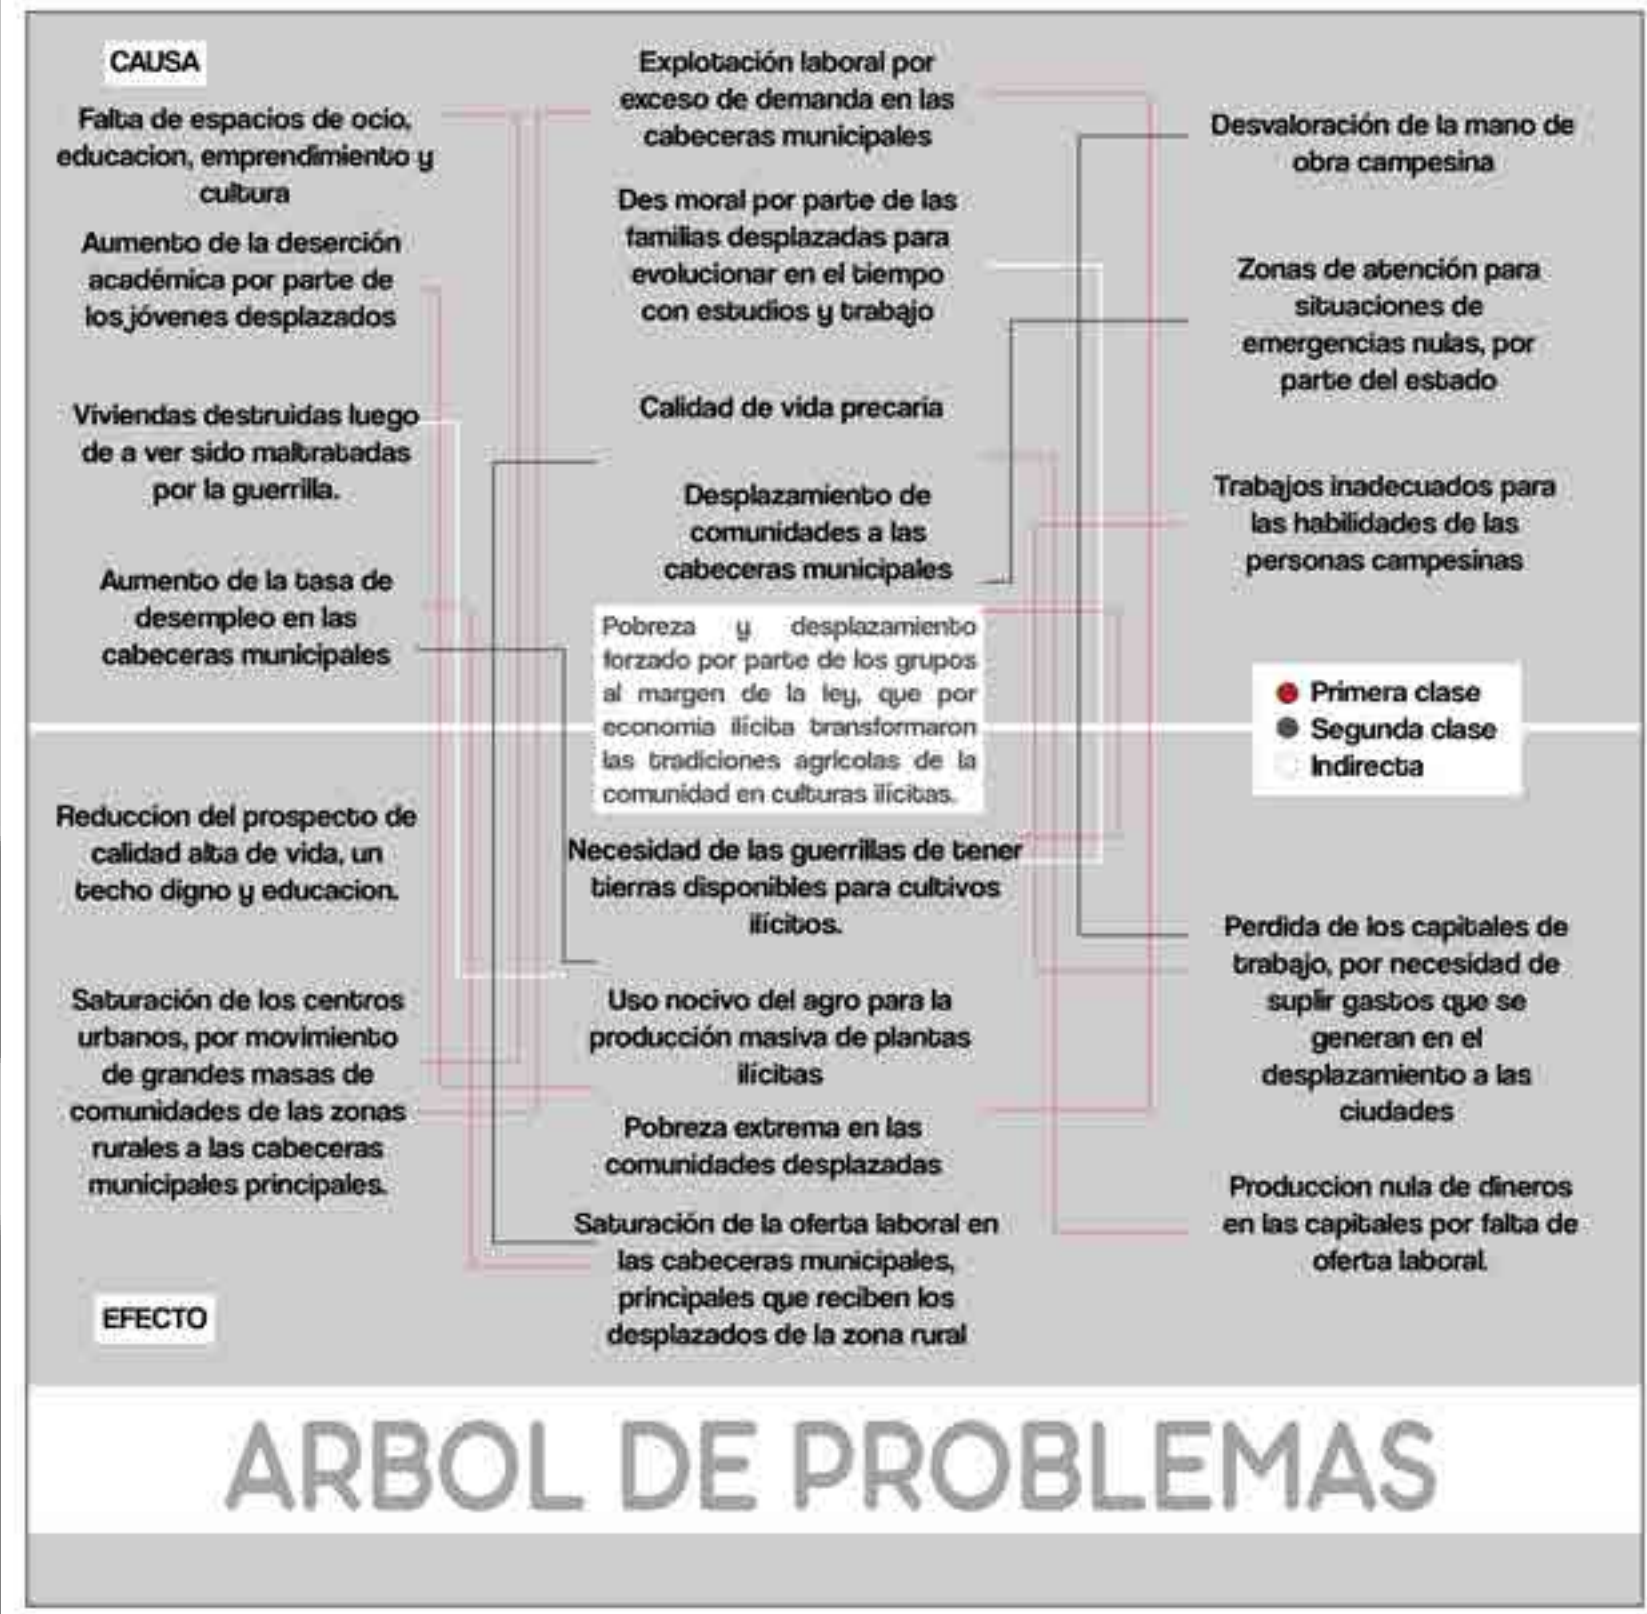 CAUSA
Falta de espacios de ocio,
educacion, emprendimiento y
cultura
Aumento de la deserción
académica por parte de
los jóvenes desplazados
Viviendas destruidas luego
de a ver sido maltratadas
por la guerrilla.
Aumento de la tasa de
desempleo en las
cabeceras municipales
Explotación laboral por
exceso de demanda en las
cabeceras municipales
Des moral por parte de las
familias desplazadas para
evolucionar en el tiempo
con estudios y trabajo
Calidad de vida precaria
Desplazamiento de
comunidades a las
cabeceras municipales
Desvaloración de la mano de
obra campesina
Zonas de atención para
situaciones de
emergencias nulas, por
parte del estado
Trabajos inadecuados para
las habilidades de las
personas campesinas
Pobreza y desplazamiento
forzado por parte de los grupos
al margen de la ley, que por
economia ilícita transformaron
las tradiciones agrícolas de la
comunidad en culturas ilícitas.
Primera clase
Segunda clase
Indirecta
Reduccion del prospecto de
calidad alta de vida, un
techo digno y educacion.
Saturación de los centros
urbanos, por movimiento
de grandes masas de
comunidades de las zonas
rurales a las cabeceras
municipales principales.
EFECTO
Necesidad de las guerrillas de tener
tierras disponibles para cultivos
ilícitos.
Uso nocivo del agro para la
producción masiva de plantas
ilícitas
Pobreza extrema en las
comunidades desplazadas
Saturación de la oferta laboral en
las cabeceras municipales,
principales que reciben los
desplazados de la zona rural
Perdida de los capitales de
trabajo, por necesidad de
suplir gastos que se
generan en el
desplazamiento a las
ciudades
Produccion nula de dineros
en las capitales por falta de
oferta laboral.
ARBOL DE PROBLEMAS